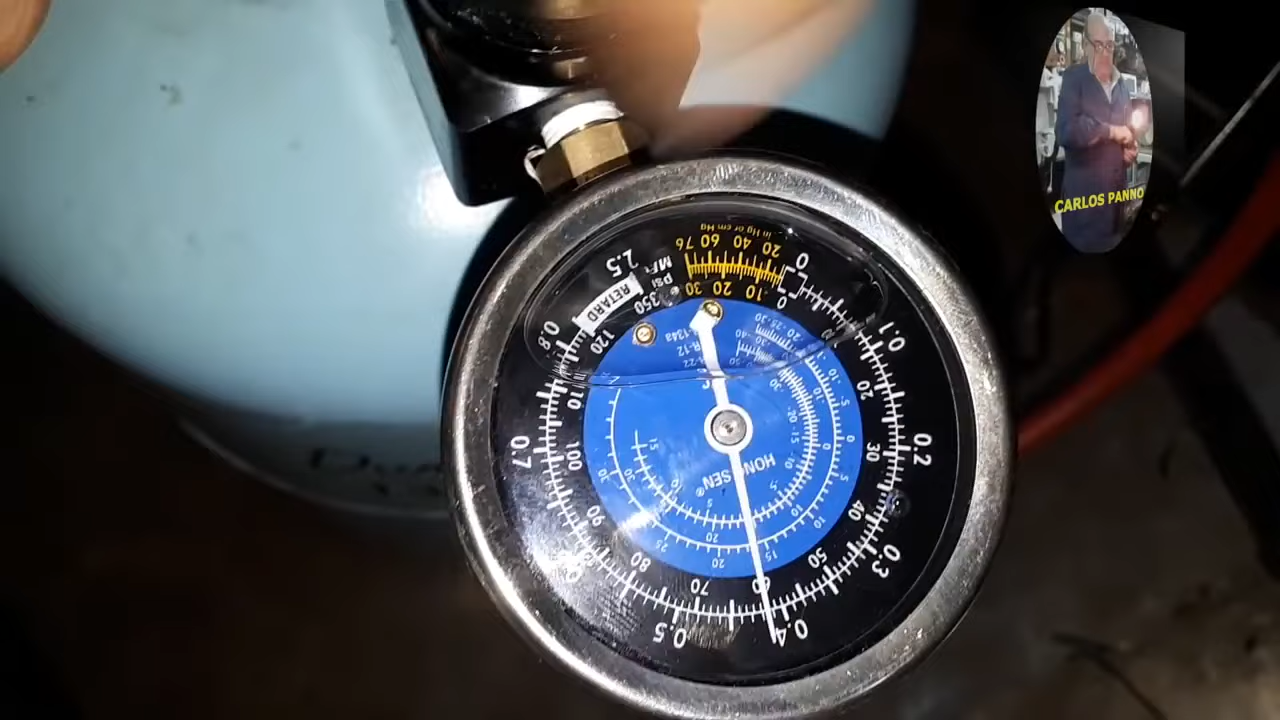 CARLOS PANNO
in Hg or cm Hg
76 60 40 20 0
30 20 10 0
2.5 MPa
psi
350
RETARD
R-134a
R-12
R-22
HONGSEN®
0.1
0.2
0.3
0.4
0.5
0.7
0.8
20
30
40
50
60
70
80
90
100
110
120